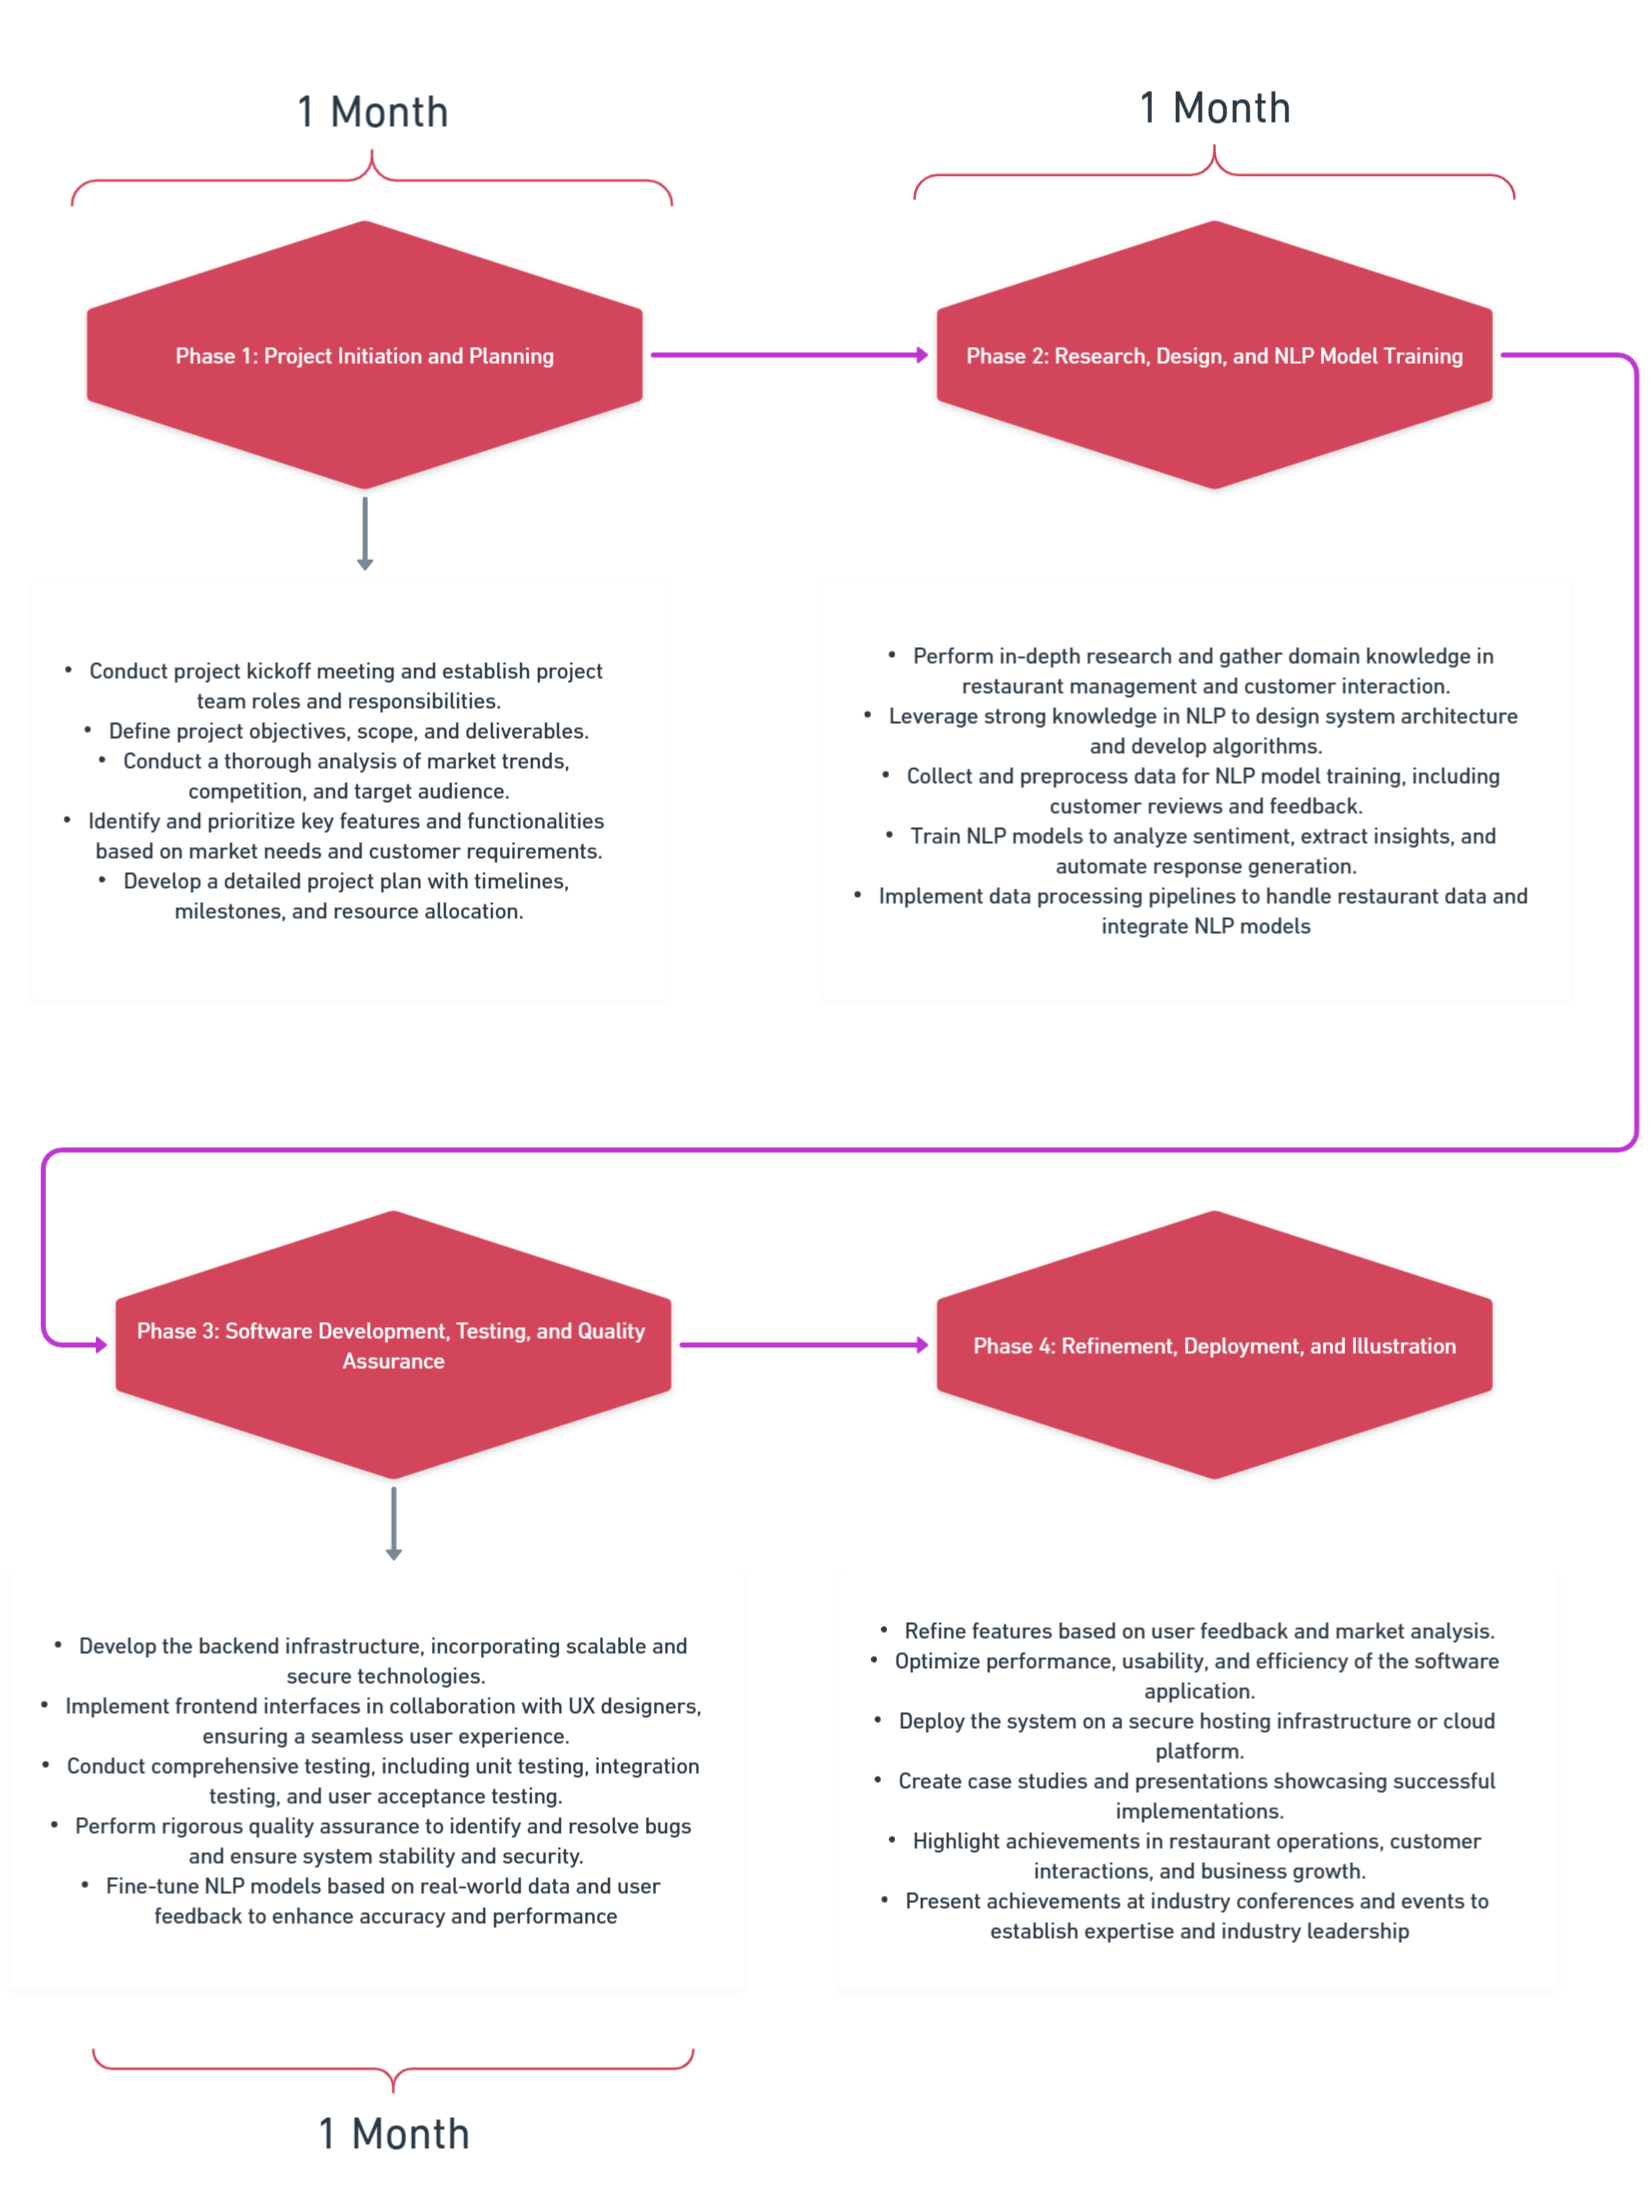 1 Month
1 Month
Phase 1: Project Initiation and Planning
Phase 2: Research, Design, and NLP Model Training
• Conduct project kickoff meeting and establish project
team roles and responsibilities.
• Define project objectives, scope, and deliverables.
• Conduct a thorough analysis of market trends,
competition, and target audience.
• Identify and prioritize key features and functionalities
based on market needs and customer requirements.
• Develop a detailed project plan with timelines,
milestones, and resource allocation.
• Perform in-depth research and gather domain knowledge in
restaurant management and customer interaction.
• Leverage strong knowledge in NLP to design system architecture
and develop algorithms.
• Collect and preprocess data for NLP model training, including
customer reviews and feedback.
• Train NLP models to analyze sentiment, extract insights, and
automate response generation.
• Implement data processing pipelines to handle restaurant data and
integrate NLP models
Phase 3: Software Development, Testing, and Quality
Assurance
Phase 4: Refinement, Deployment, and Illustration
• Develop the backend infrastructure, incorporating scalable and
secure technologies.
• Implement frontend interfaces in collaboration with UX designers,
ensuring a seamless user experience.
• Conduct comprehensive testing, including unit testing, integration
testing, and user acceptance testing.
• Perform rigorous quality assurance to identify and resolve bugs
and ensure system stability and security.
• Fine-tune NLP models based on real-world data and user
feedback to enhance accuracy and performance
• Refine features based on user feedback and market analysis.
• Optimize performance, usability, and efficiency of the software
application.
• Deploy the system on a secure hosting infrastructure or cloud
platform.
• Create case studies and presentations showcasing successful
implementations.
• Highlight achievements in restaurant operations, customer
interactions, and business growth.
• Present achievements at industry conferences and events to
establish expertise and industry leadership
1 Month